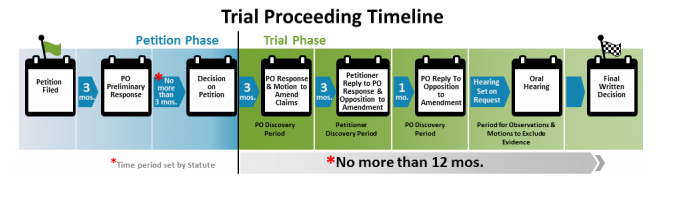 Trial Proceeding Timeline
Petition Phase
Trial Phase
Petition
Filed
3
mos.
PO
Preliminary
Response
*No
more
than
3 mos.
Decision
on
Petition
3
mos.
PO Response
& Motion to
Amend
Claims
PO Discovery
Period
3
mos.
Petitioner
Reply to PO
Response &
Opposition to
Amendment
Petitioner
Discovery Period
1
mo.
PO Reply To
Opposition
to
Amendment
PO Discovery
Period
Hearing
Set on
Request
Oral
Hearing
Period for Observations &
Motions to Exclude
Evidence
Final
Written
Decision
*Time period set by Statute
*No more than 12 mos.